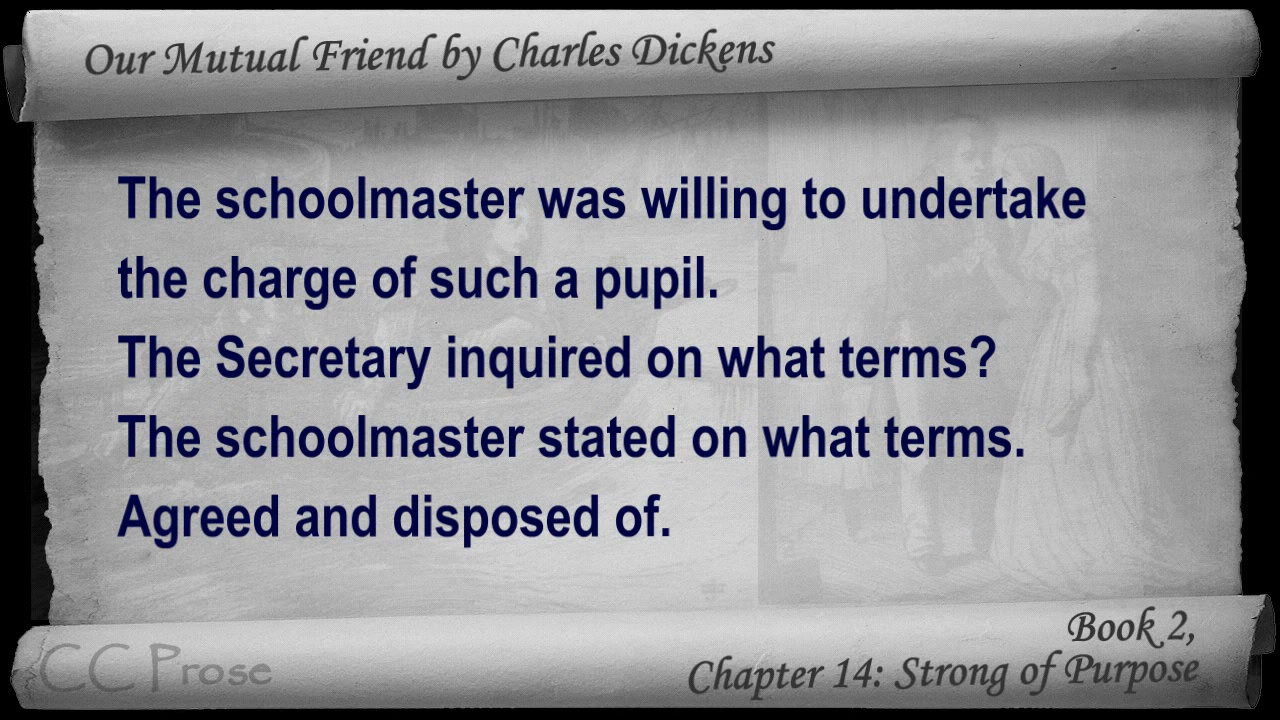 Our Mutual Friend by Charles Dickens
The schoolmaster was willing to undertake
the charge of such a pupil.
The Secretary inquired on what terms?
The schoolmaster stated on what terms.
Agreed and disposed of.
CC Prose
Book 2,
Chapter 14: Strong of Purpose